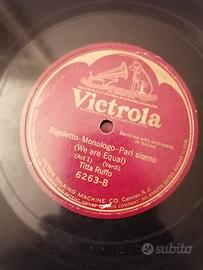 Victrola
Baritone with Orchestra
in Italian
Rigoletto-Monologo-Pari siamo
(We are Equal)
(Act 1) (Verdi)
Titta Ruffo
6263-B
VICTOR TALKING MACHINE CO. Camden, N. J.
subito